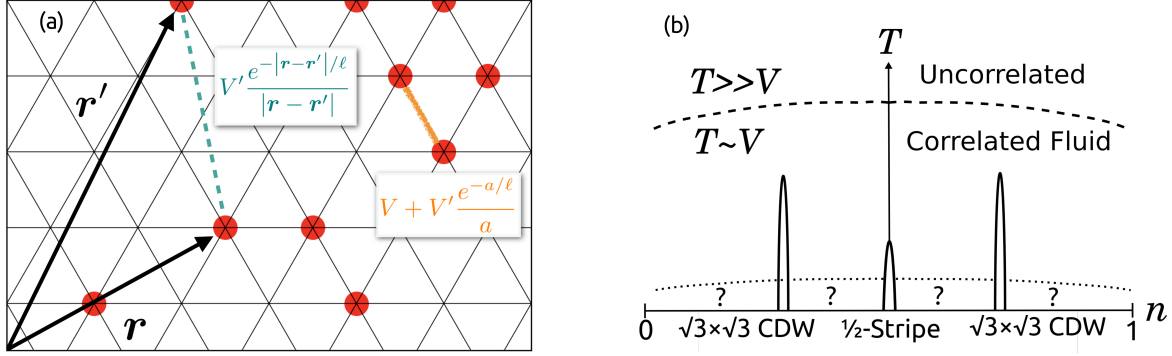 (a)
r′
V′ e^{-|r-r′|/ℓ} / |r - r′|
V + V′ e^{-a/ℓ} / a
r
(b)
T
T>>V
Uncorrelated
T~V
Correlated Fluid
? ? ? ?
0 1 n
√3×√3 CDW ½-Stripe √3×√3 CDW